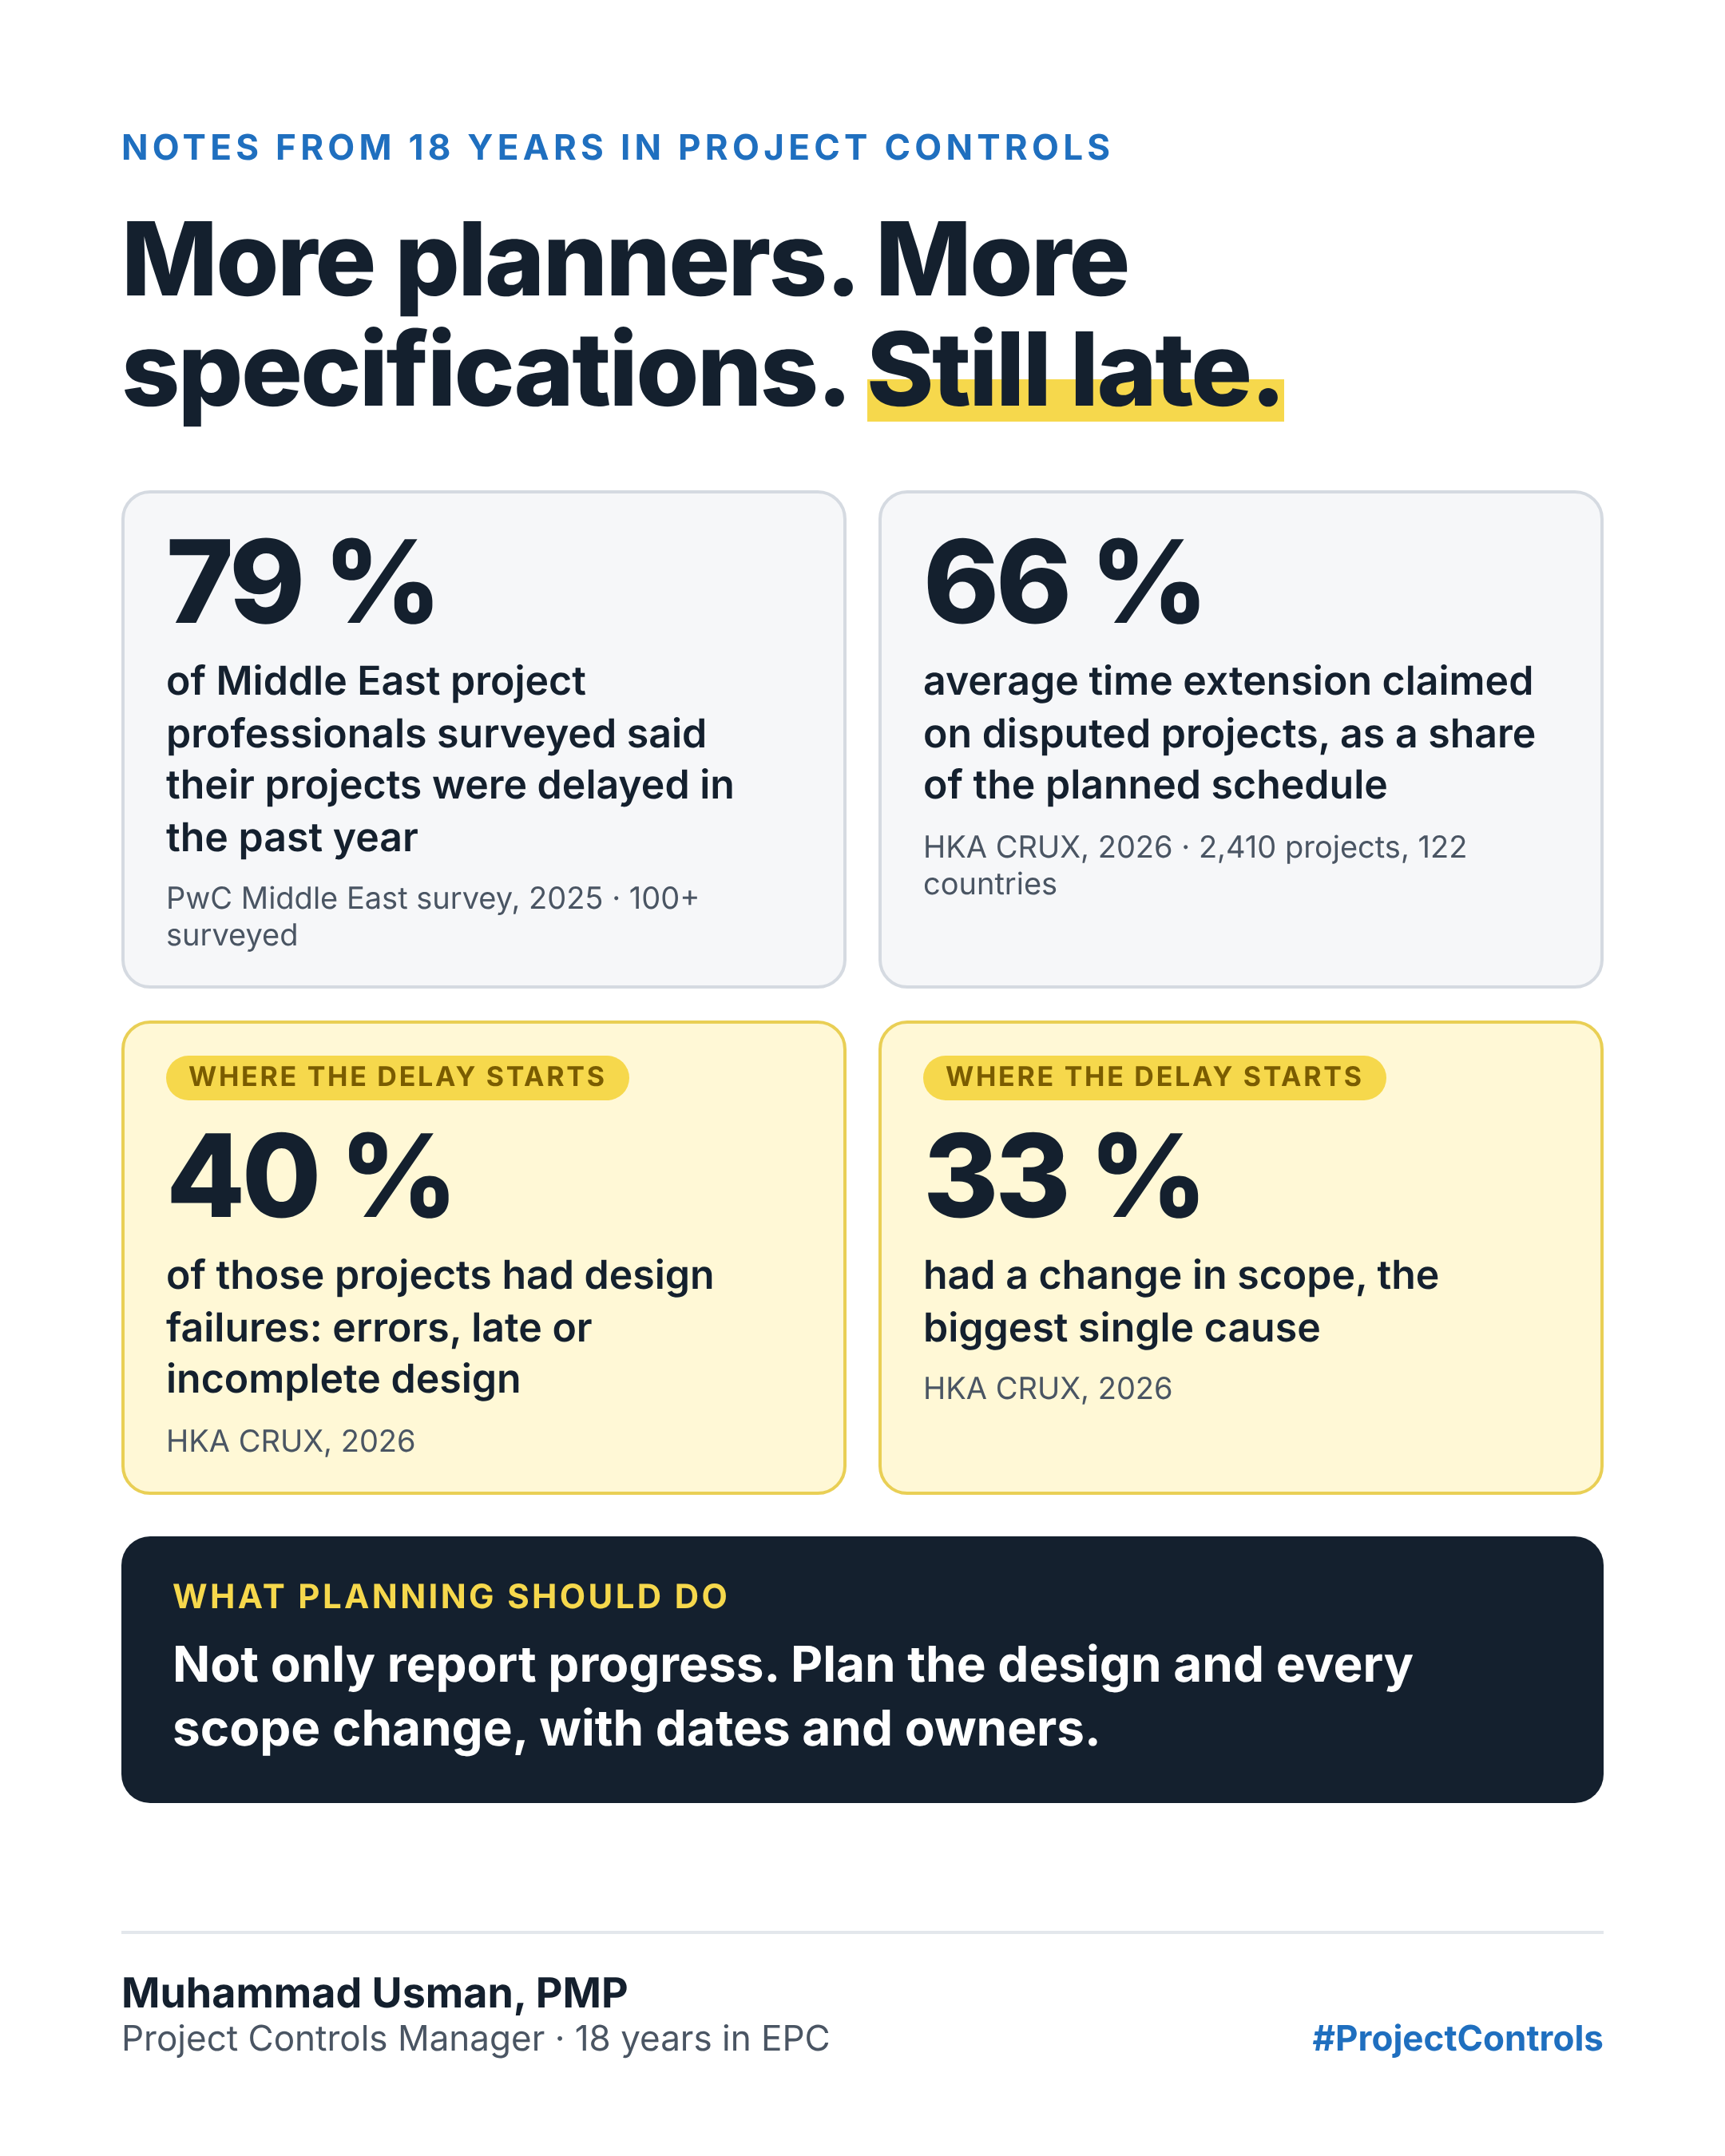 NOTES FROM 18 YEARS IN PROJECT CONTROLS
More planners. More
specifications. Still late.
79 %
of Middle East project
professionals surveyed said
their projects were delayed in
the past year
PwC Middle East survey, 2025 · 100+
surveyed
66 %
average time extension claimed
on disputed projects, as a share
of the planned schedule
HKA CRUX, 2026 · 2,410 projects, 122
countries
WHERE THE DELAY STARTS
40 %
of those projects had design
failures: errors, late or
incomplete design
HKA CRUX, 2026
WHERE THE DELAY STARTS
33 %
had a change in scope, the
biggest single cause
HKA CRUX, 2026
WHAT PLANNING SHOULD DO
Not only report progress. Plan the design and every
scope change, with dates and owners.
Muhammad Usman, PMP
Project Controls Manager · 18 years in EPC
#ProjectControls